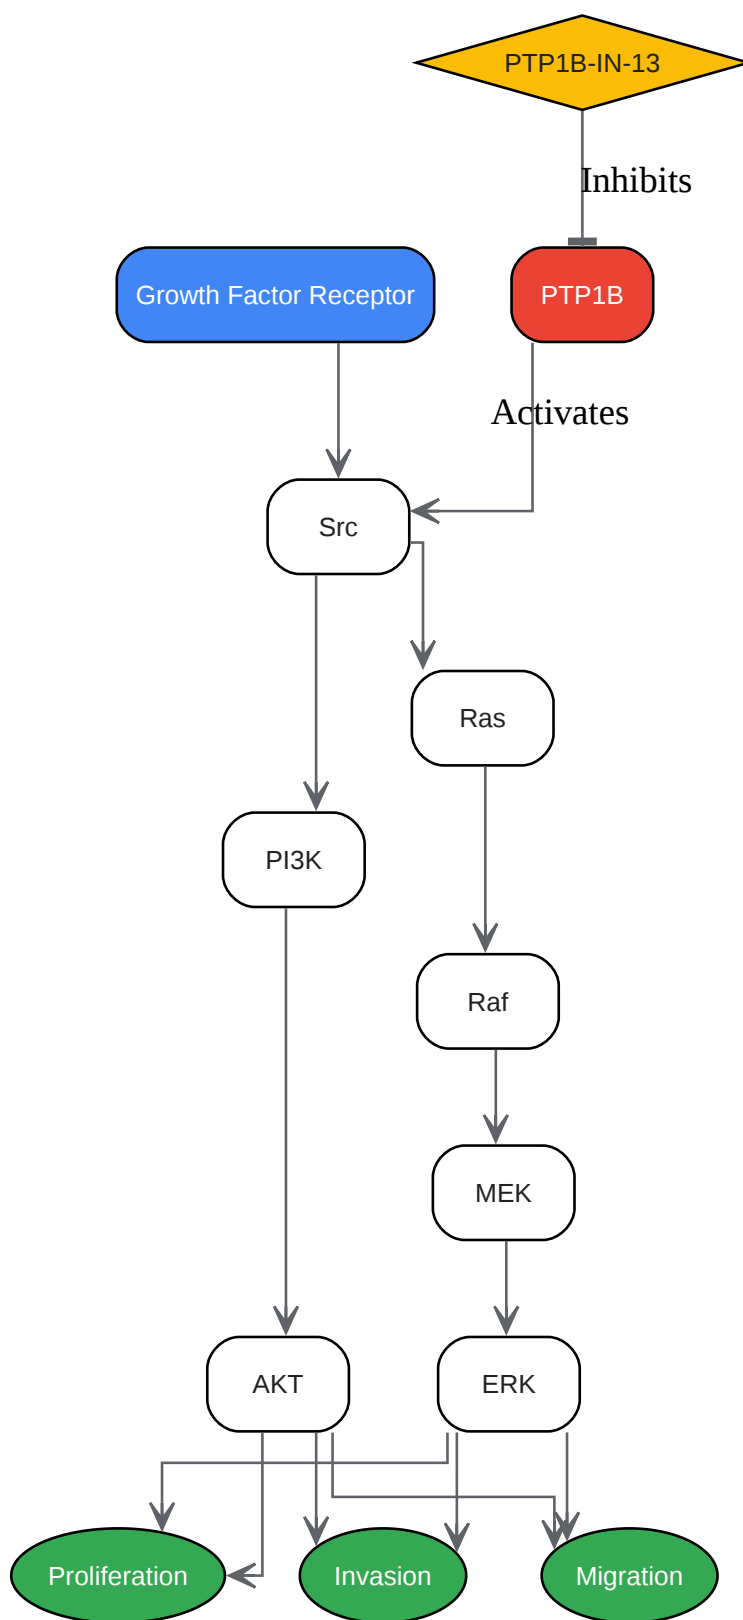 PTP1B-IN-13
Inhibits
Growth Factor Receptor
PTP1B
Activates
Src
Ras
PI3K
Raf
MEK
AKT
ERK
Proliferation
Invasion
Migration